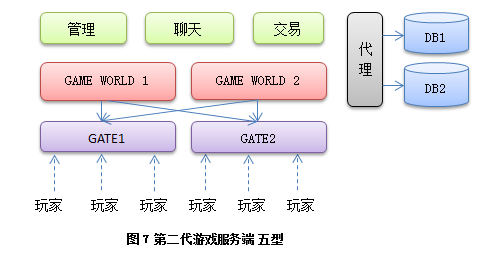 管理 聊天 交易
GAME WORLD 1 GAME WORLD 2
GATE1 GATE2
玩家 玩家 玩家 玩家 玩家 玩家
代理
DB1
DB2
图 7 第二代游戏服务端 五型